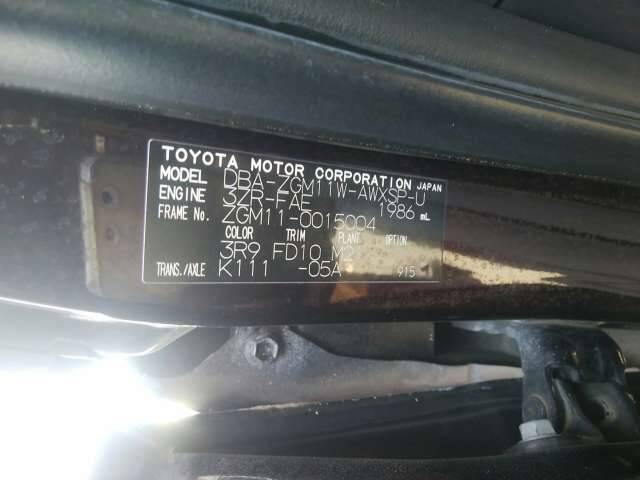 TOYOTA MOTOR CORPORATION JAPAN
MODEL DBA-ZGM11W-AWXSP-U
ENGINE 3ZR-FAE 1986 mL
FRAME No. ZGM11-0015004
COLOR TRIM PLANT
3R9 FD10 M2
TRANS./AXLE K111 -05A 915